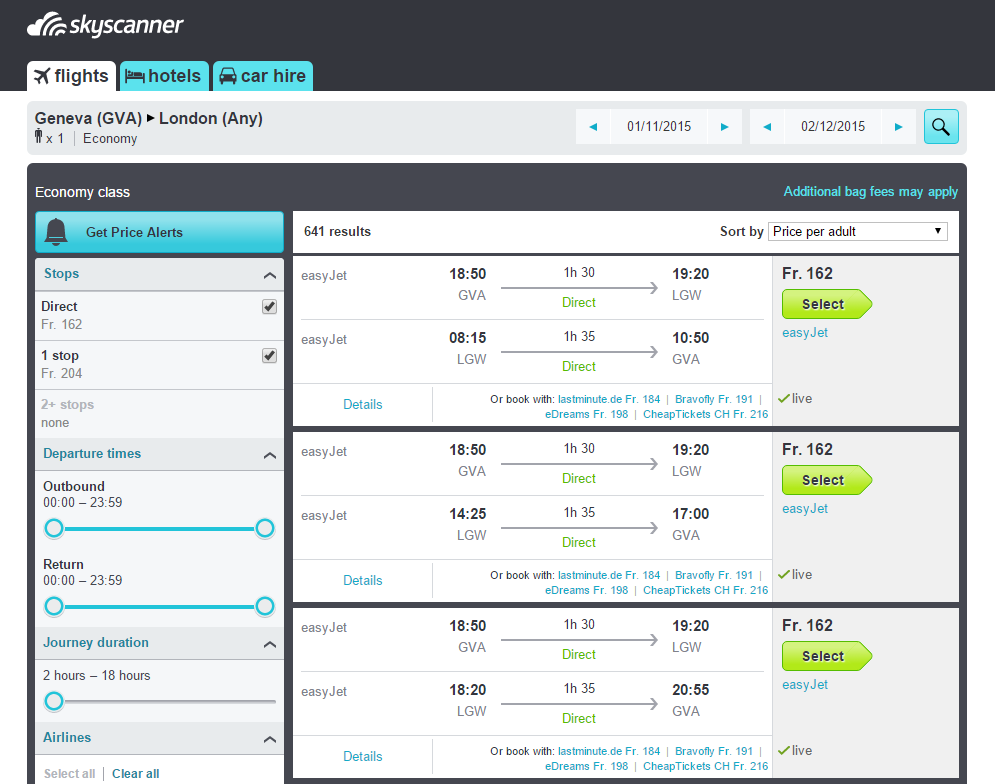 skyscanner
flights
hotels
car hire
Geneva (GVA) ▸ London (Any)
x 1 | Economy
01/11/2015
02/12/2015
Economy class
Additional bag fees may apply
Get Price Alerts
Stops
Direct
Fr. 162
1 stop
Fr. 204
2+ stops
none
Departure times
Outbound
00:00 – 23:59
Return
00:00 – 23:59
Journey duration
2 hours – 18 hours
Airlines
Select all | Clear all
641 results
Sort by Price per adult
easyJet
18:50
GVA
1h 30
Direct
19:20
LGW
easyJet
08:15
LGW
1h 35
Direct
10:50
GVA
Details
Or book with: lastminute.de Fr. 184 | Bravofly Fr. 191 |
eDreams Fr. 198 | CheapTickets CH Fr. 216
Fr. 162
Select
easyJet
live
easyJet
18:50
GVA
1h 30
Direct
19:20
LGW
easyJet
14:25
LGW
1h 35
Direct
17:00
GVA
Details
Or book with: lastminute.de Fr. 184 | Bravofly Fr. 191 |
eDreams Fr. 198 | CheapTickets CH Fr. 216
Fr. 162
Select
easyJet
live
easyJet
18:50
GVA
1h 30
Direct
19:20
LGW
easyJet
18:20
LGW
1h 35
Direct
20:55
GVA
Details
Or book with: lastminute.de Fr. 184 | Bravofly Fr. 191 |
eDreams Fr. 198 | CheapTickets CH Fr. 216
Fr. 162
Select
easyJet
live